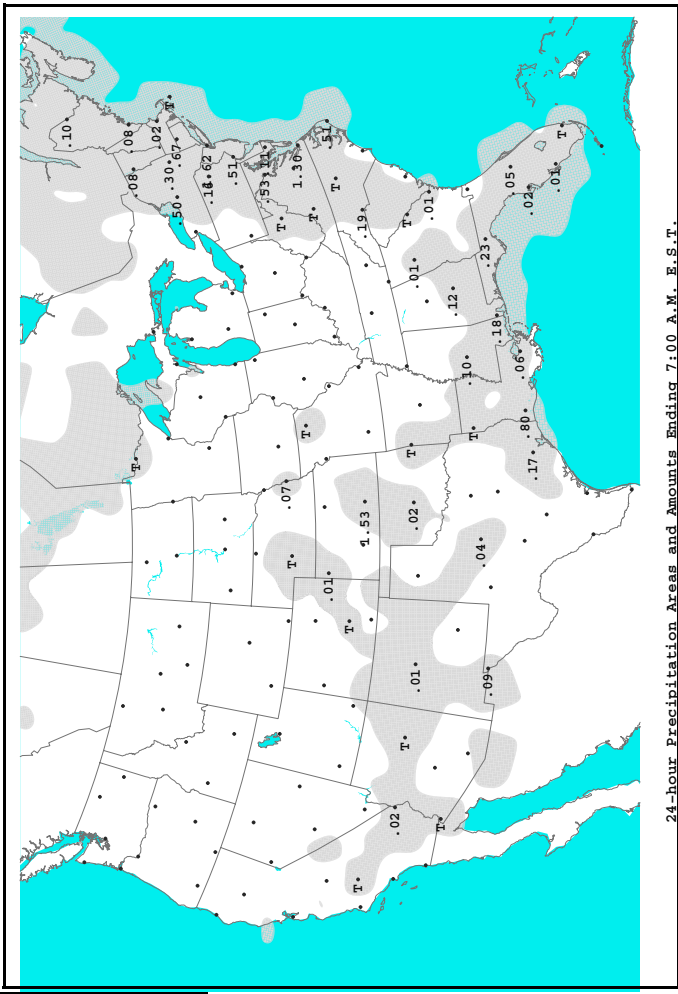 .10
.08
.08
T
.02
T
.30
.67
.50
.62
.51
.53
.11
T
.07
T
1.30
T
T
.51
.01
T
T
T
.19
1.53
.02
T
T
T
.02
.01
.01
.01
T
.12
.10
T
.04
.23
.09
.18
.05
.06
.80
.02
.17
.01
T
24-hour Precipitation Areas and Amounts Ending 7:00 A.M. E.S.T.